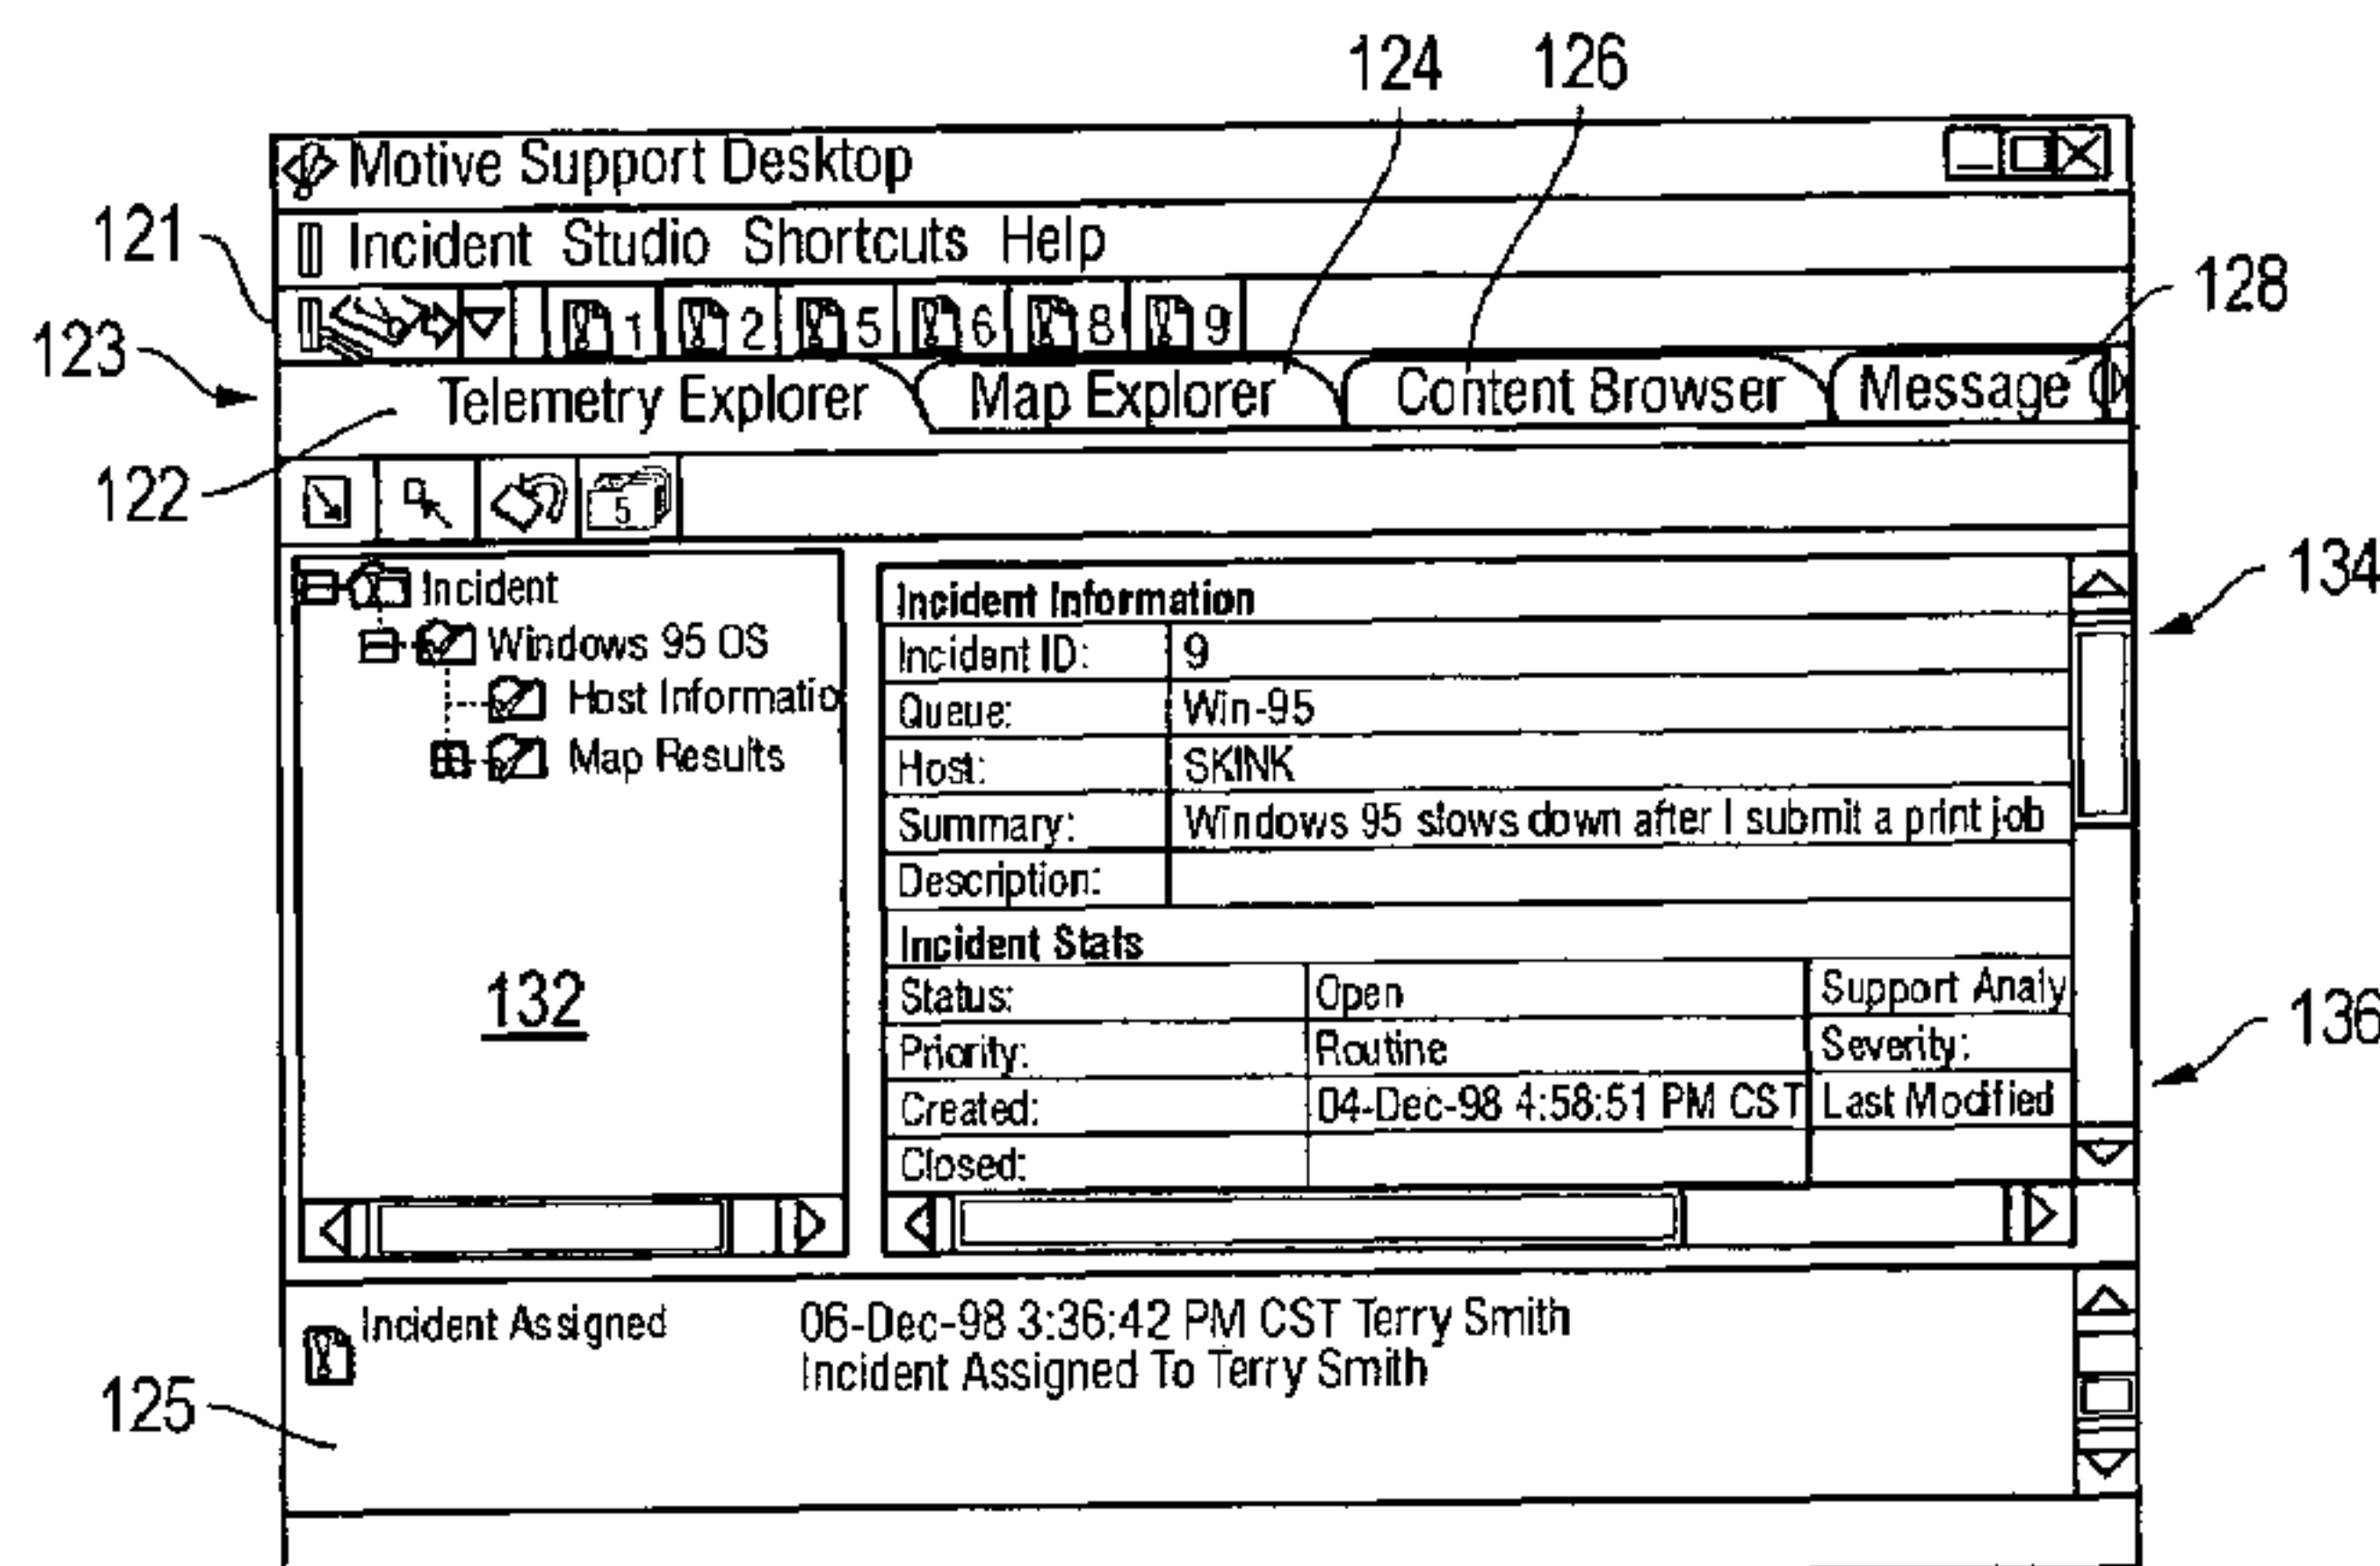 124 126
Motive Support Desktop
121
Incident Studio Shortcuts Help
128
1 2 5 6 8 9
123
Telemetry Explorer Map Explorer Content Browser Message
122
5
134
Incident
Windows 95 OS
Host Informatio
Map Results
132
Incident Information
Incident ID: 9
Queue: Win-95
Host: SKINK
Summary: Windows 95 slows down after I submit a print job
Description:
Incident Stats
Status: Open Support Analy
Priority: Routine Severity:
Created: 04-Dec-98 4:58:51 PM CST Last Modified
Closed:
136
Incident Assigned 06-Dec-98 3:36:42 PM CST Terry Smith
Incident Assigned To Terry Smith
125